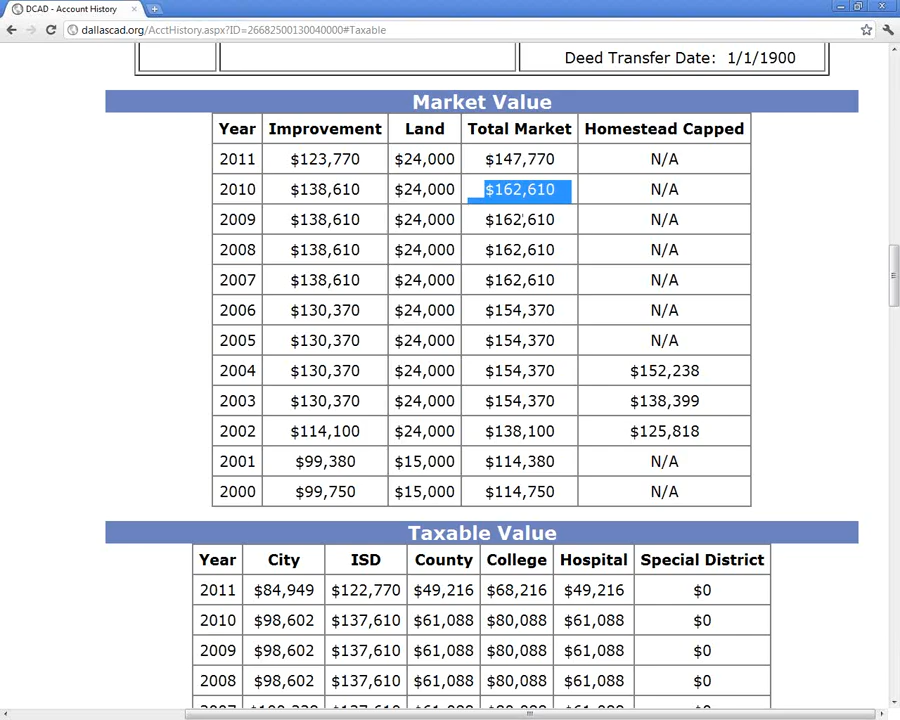 DCAD - Account History
dallascad.org/AcctHistory.aspx?ID=26682500130040000#Taxable
Deed Transfer Date: 1/1/1900
Market Value
Year Improvement Land Total Market Homestead Capped
2011 $123,770 $24,000 $147,770 N/A
2010 $138,610 $24,000 $162,610 N/A
2009 $138,610 $24,000 $162,610 N/A
2008 $138,610 $24,000 $162,610 N/A
2007 $138,610 $24,000 $162,610 N/A
2006 $130,370 $24,000 $154,370 N/A
2005 $130,370 $24,000 $154,370 N/A
2004 $130,370 $24,000 $154,370 $152,238
2003 $130,370 $24,000 $154,370 $138,399
2002 $114,100 $24,000 $138,100 $125,818
2001 $99,380 $15,000 $114,380 N/A
2000 $99,750 $15,000 $114,750 N/A
Taxable Value
Year City ISD County College Hospital Special District
2011 $84,949 $122,770 $49,216 $68,216 $49,216 $0
2010 $98,602 $137,610 $61,088 $80,088 $61,088 $0
2009 $98,602 $137,610 $61,088 $80,088 $61,088 $0
2008 $98,602 $137,610 $61,088 $80,088 $61,088 $0